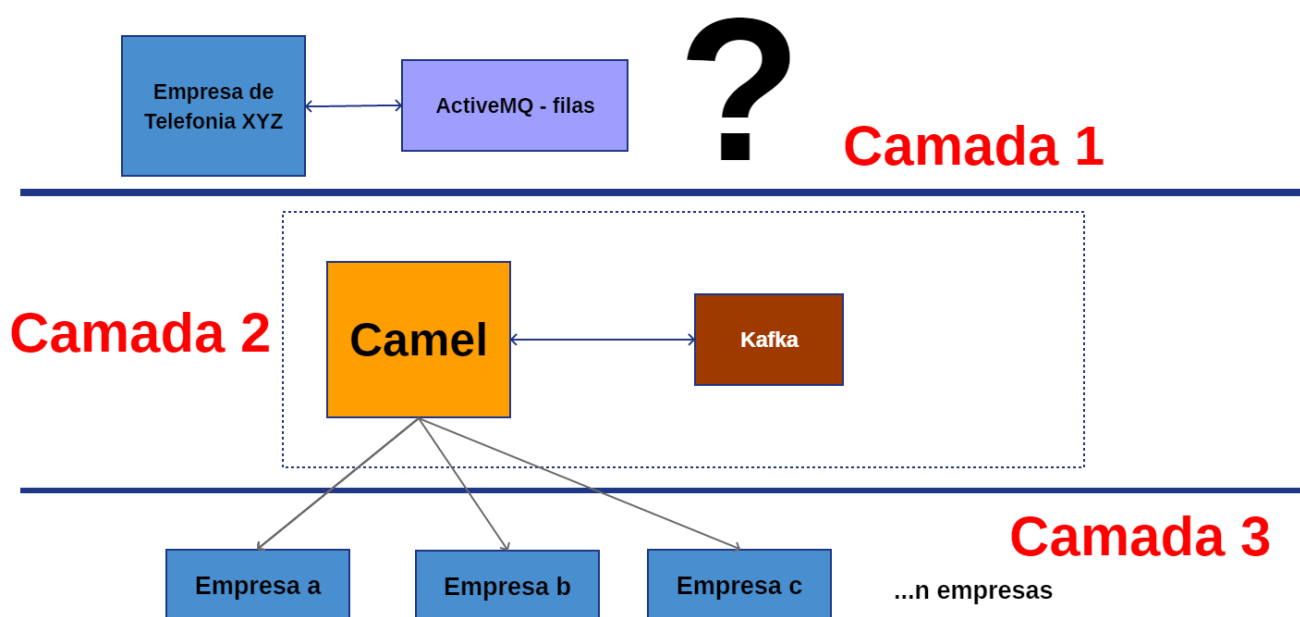 Empresa de
Telefonia XYZ
ActiveMQ - filas
?
Camada 1
Camada 2
Camel
Kafka
Camada 3
Empresa a
Empresa b
Empresa c
...n empresas